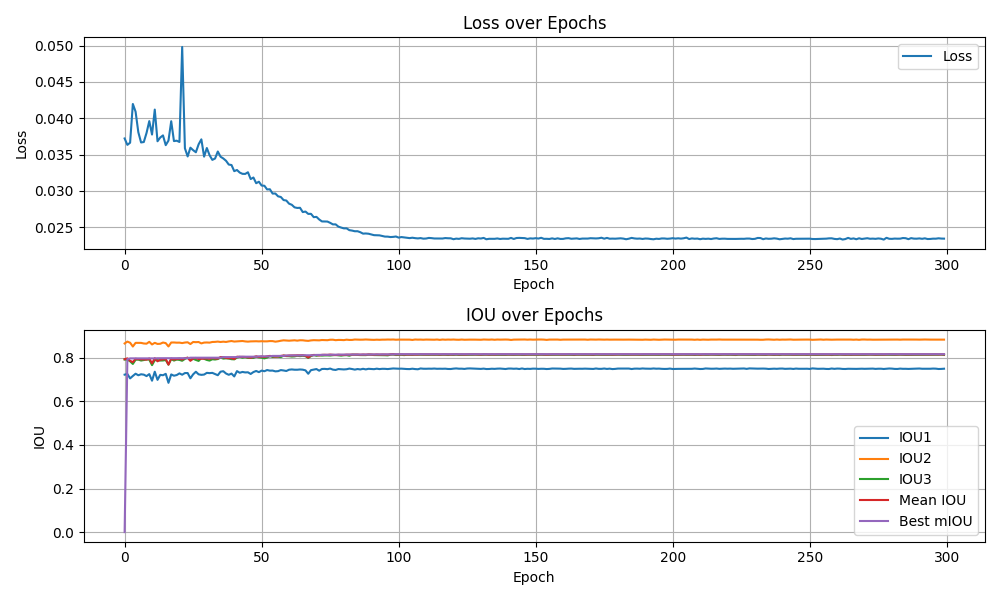 Loss over Epochs
0.050
0.045
0.040
0.035
0.030
0.025
Loss
Loss
0 50 100 150 200 250 300
Epoch
IOU over Epochs
0.8
0.6
0.4
0.2
0.0
IOU
IOU1
IOU2
IOU3
Mean IOU
Best mIOU
0 50 100 150 200 250 300
Epoch